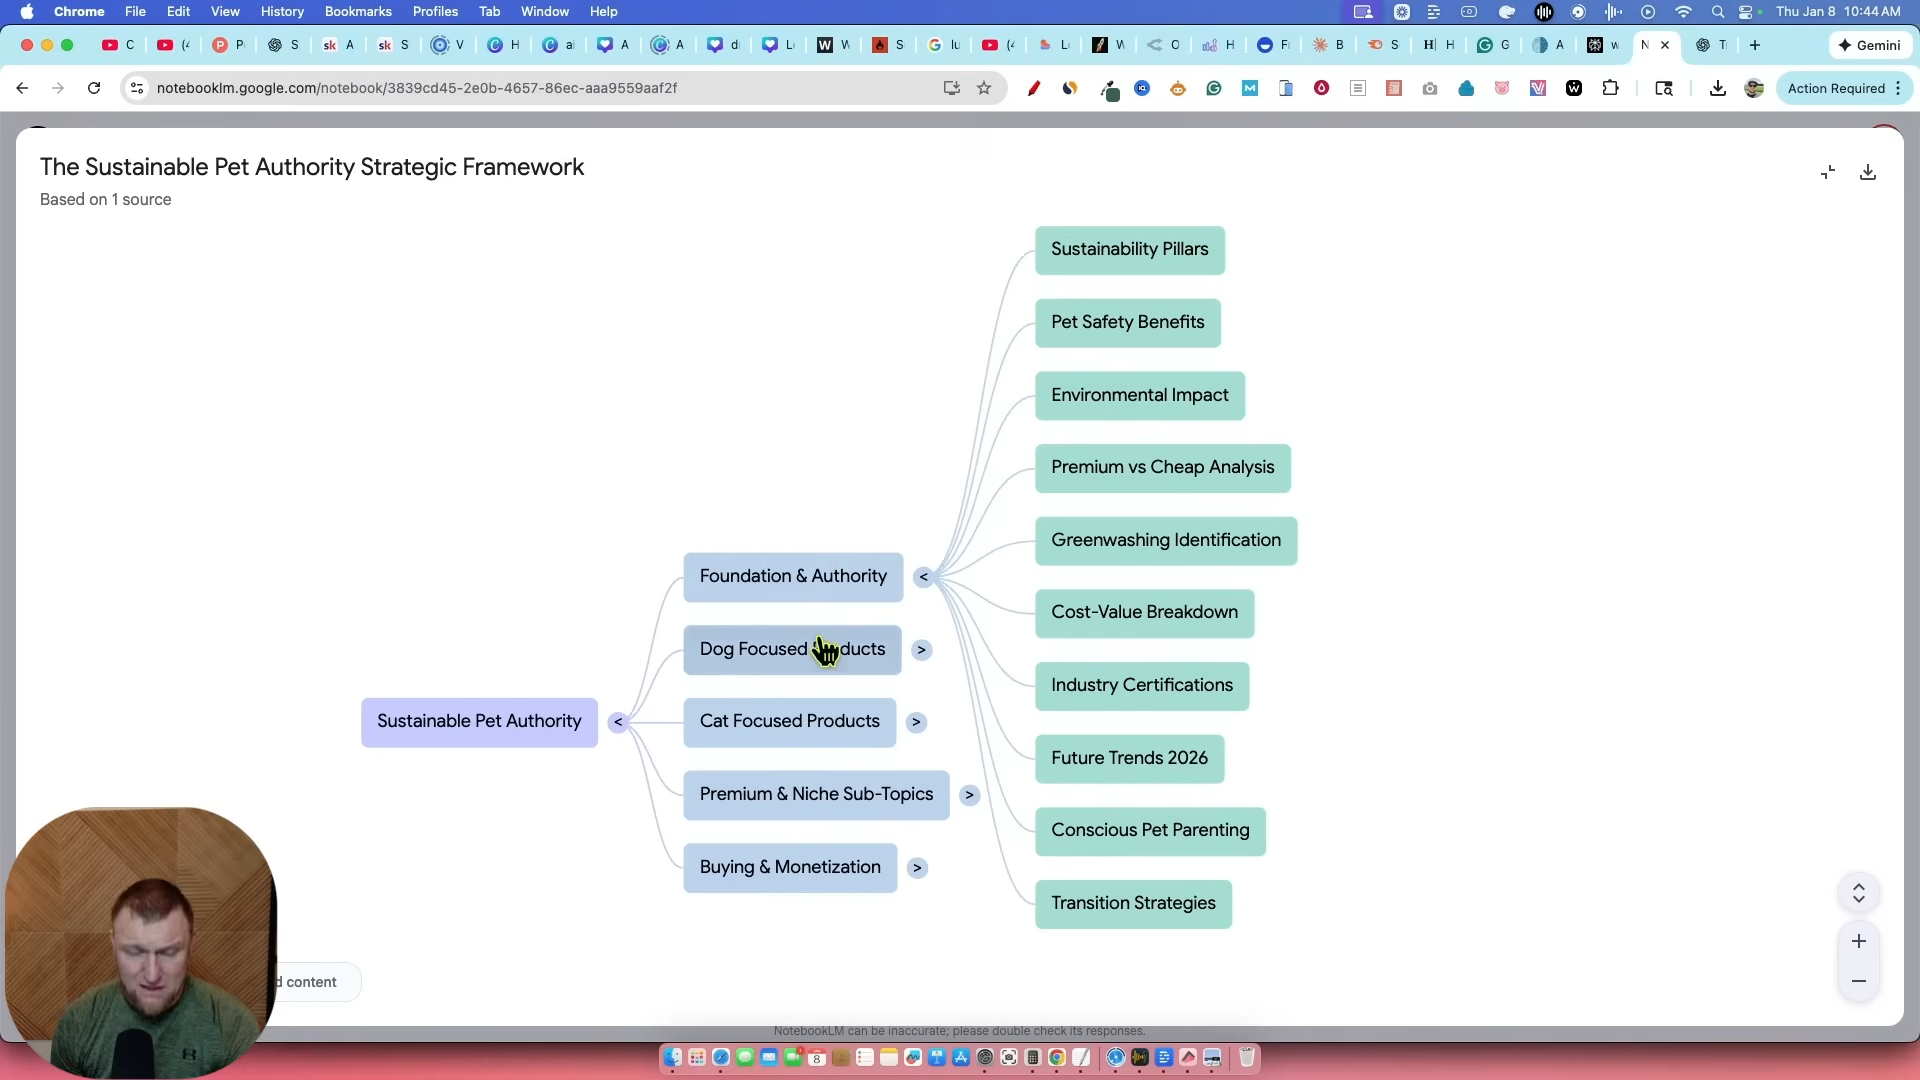 Chrome File Edit View History Bookmarks Profiles Tab Window Help Thu Jan 8 10:44 AM
Gemini
notebooklm.google.com/notebook/3839cd45-2e0b-4657-86ec-aaa9559aaf2f
Action Required
The Sustainable Pet Authority Strategic Framework
Based on 1 source
Sustainable Pet Authority
Foundation & Authority
Dog Focused
Cat Focused Products
Premium & Niche Sub-Topics
Buying & Monetization
Sustainability Pillars
Pet Safety Benefits
Environmental Impact
Premium vs Cheap Analysis
Greenwashing Identification
Cost-Value Breakdown
Industry Certifications
Future Trends 2026
Conscious Pet Parenting
Transition Strategies
content
NotebookLM can be inaccurate; please double check its responses.